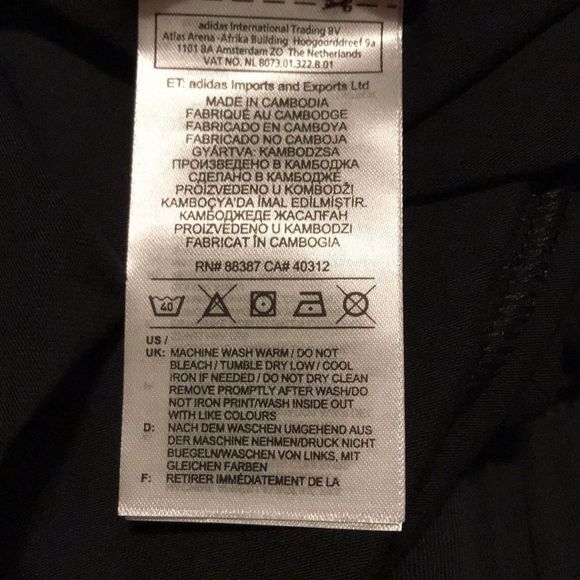 adidas International Trading BV
Atlas Arena -Afrika Building Hoogoorddreef 9a
1101 BA Amsterdam ZO The Netherlands
VAT NO. NL 8073.01.322.B.01
ET: adidas Imports and Exports Ltd
MADE IN CAMBODIA
FABRIQUÉ AU CAMBODGE
FABRICADO EN CAMBOYA
FABRICADO NO CAMBOJA
GYÁRTVA: KAMBODZSA
ПРОИЗВЕДЕНО В КАМБОДЖА
СДЕЛАНО В КАМБОДЖЕ
PROIZVEDENO U KOMBODŽI
KAMBOÇYA'DA İMAL EDİLMİŞTİR.
КАМБОДЖЕДЕ ЖАСАЛҒАН
PROIZVEDENO U KAMBODŽI
FABRICAT ÎN CAMBOGIA
RN# 88387 CA# 40312
40
US /
UK: MACHINE WASH WARM / DO NOT
BLEACH / TUMBLE DRY LOW / COOL
IRON IF NEEDED / DO NOT DRY CLEAN
REMOVE PROMPTLY AFTER WASH/DO
NOT IRON PRINT/WASH INSIDE OUT
WITH LIKE COLOURS
D: NACH DEM WASCHEN UMGEHEND AUS
DER MASCHINE NEHMEN/DRUCK NICHT
BUEGELN/WASCHEN VON LINKS, MIT
GLEICHEN FARBEN
F: RETIRER IMMÉDIATEMENT DE LA